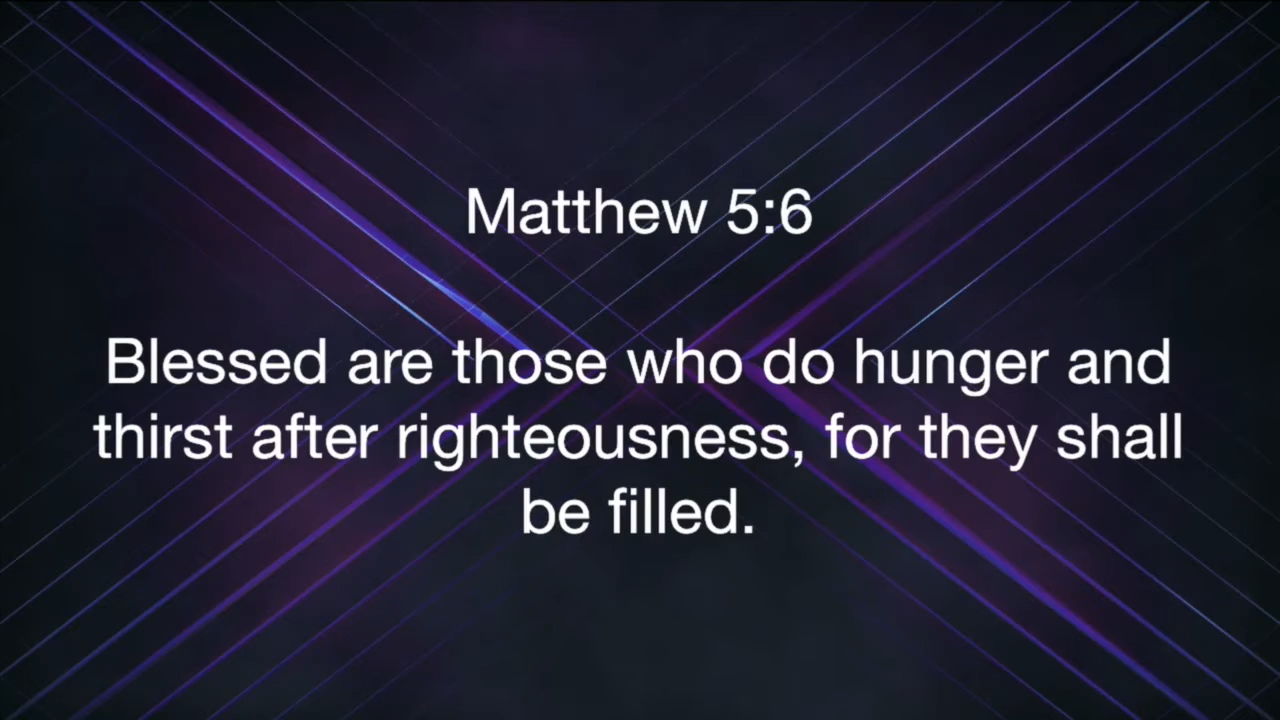 Matthew 5:6
Blessed are those who do hunger and
thirst after righteousness, for they shall
be filled.